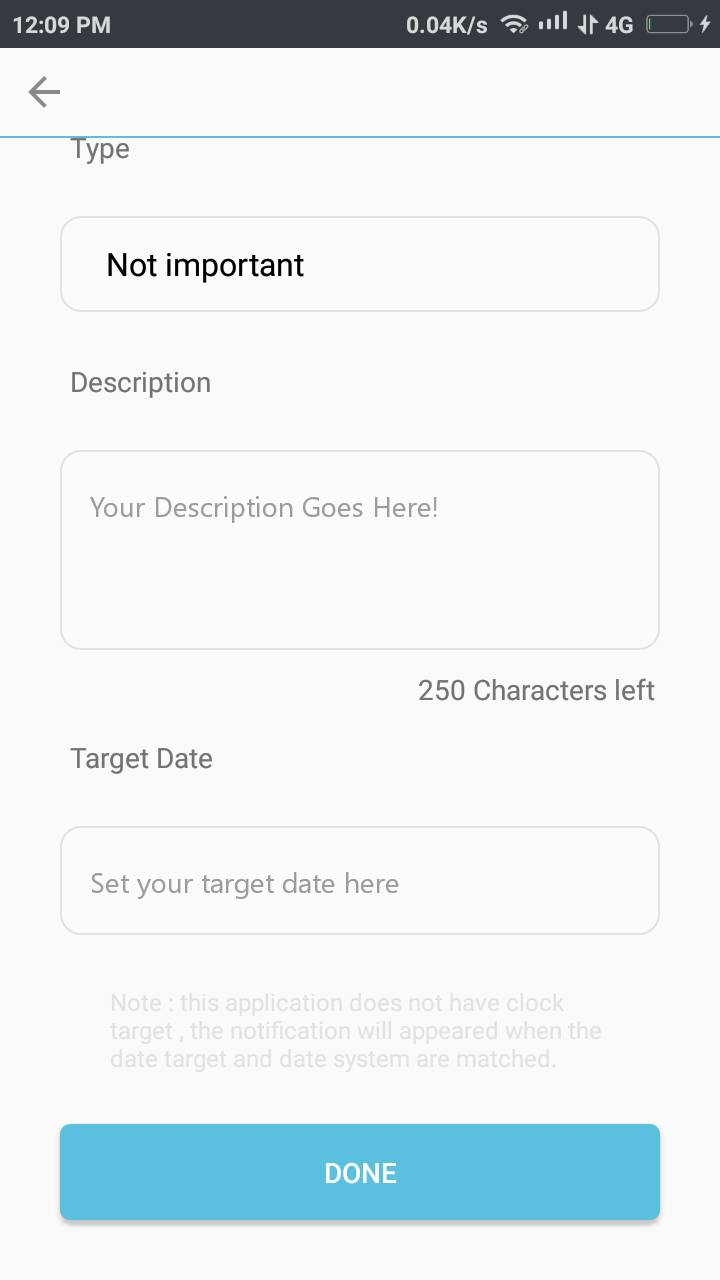 12:09 PM 0.04K/s 4G
Type
Not important
Description
Your Description Goes Here!
250 Characters left
Target Date
Set your target date here
Note : this application does not have clock
target , the notification will appeared when the
date target and date system are matched.
DONE